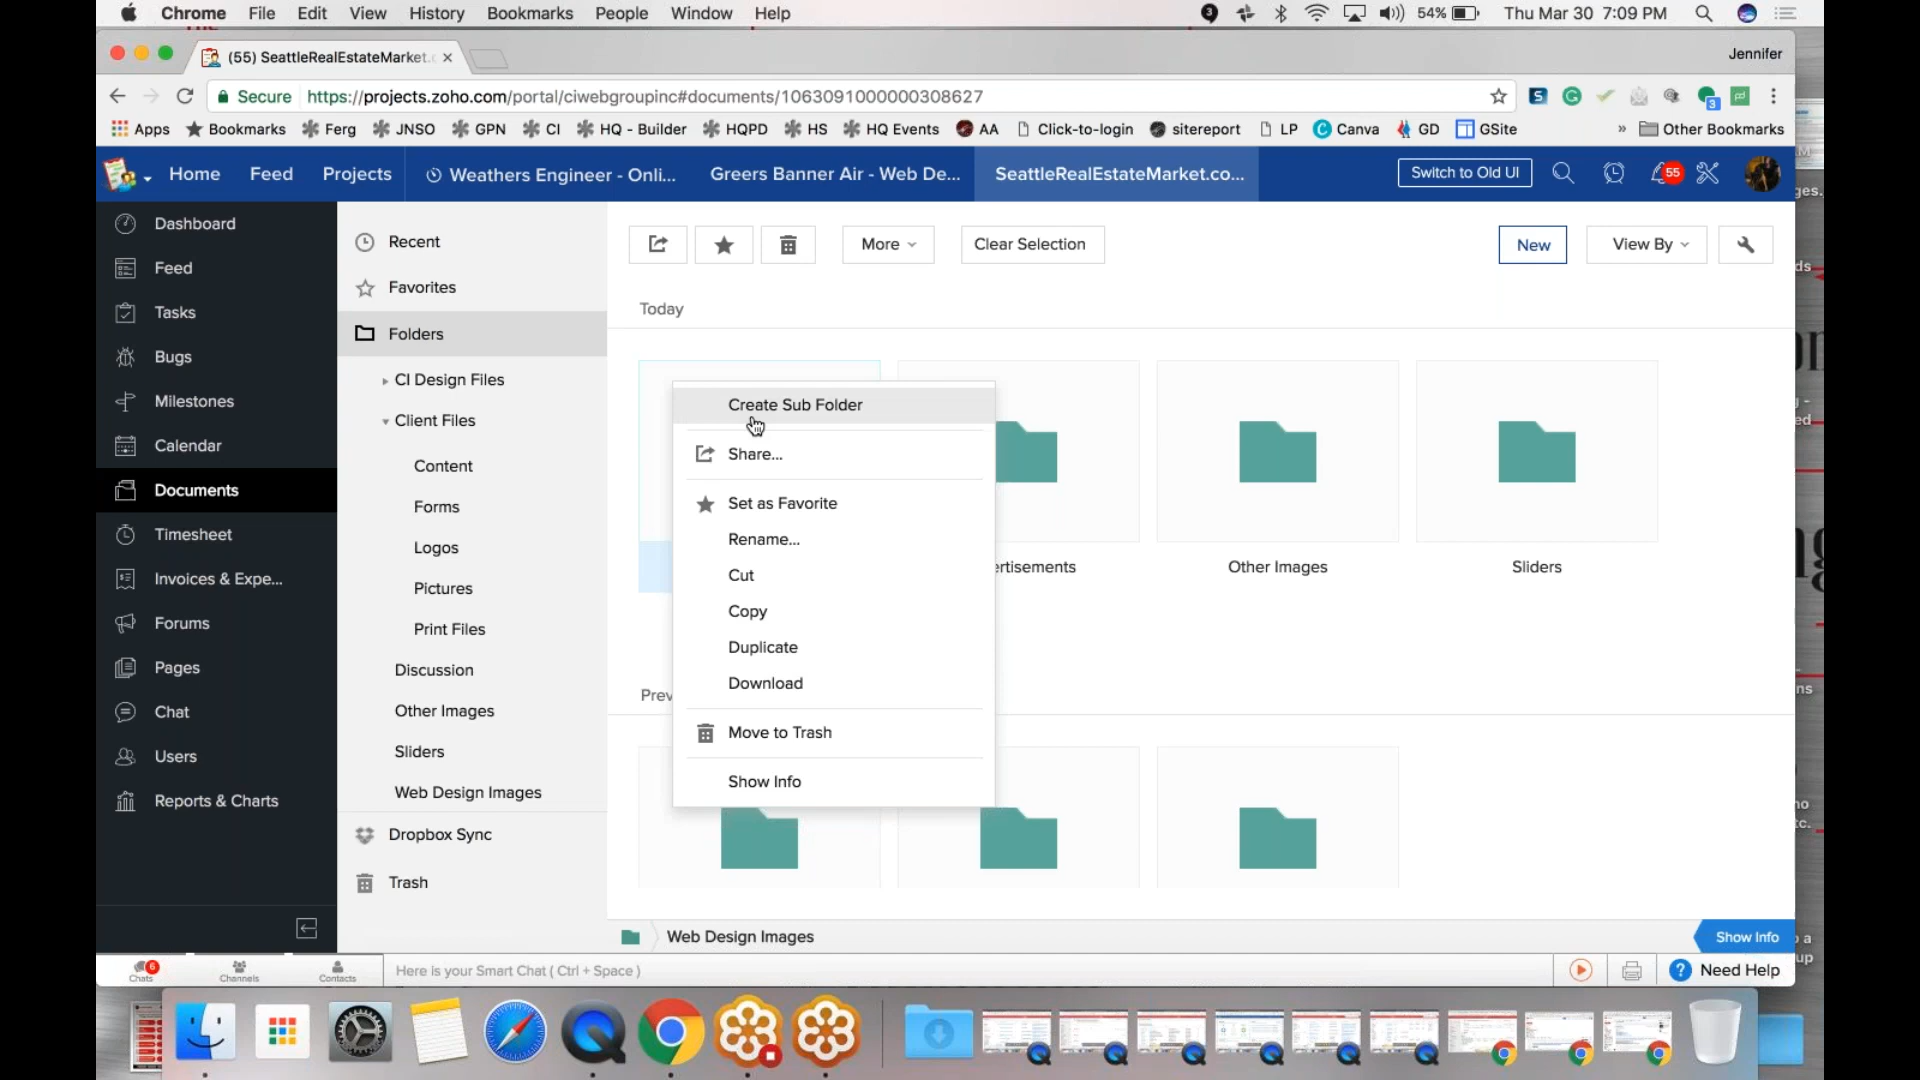 Chrome File Edit View History Bookmarks People Window Help 3 54% Thu Mar 30 7:09 PM
(55) SeattleRealEstateMarket.c Jennifer
Secure https://projects.zoho.com/portal/ciwebgroupinc#documents/1063091000000308627 3
Apps Bookmarks Ferg JNSO GPN CI HQ - Builder HQPD HS HQ Events AA Click-to-login sitereport LP Canva GD GSite » Other Bookmarks
Home Feed Projects Weathers Engineer - Onli... Greers Banner Air - Web De... SeattleRealEstateMarket.co... Switch to Old UI 55
Dashboard
Feed
Tasks
Bugs
Milestones
Calendar
Documents
Timesheet
Invoices & Expe...
Forums
Pages
Chat
Users
Reports & Charts
Recent
Favorites
Folders
CI Design Files
Client Files
Content
Forms
Logos
Pictures
Print Files
Discussion
Other Images
Sliders
Web Design Images
Dropbox Sync
Trash
More Clear Selection New View By
Today
Create Sub Folder
Share...
Set as Favorite
Rename...
Cut
Copy
Duplicate
Download
Move to Trash
Show Info
ertisements Other Images Sliders
Prev
Web Design Images Show Info
6
Chats Channels Contacts Here is your Smart Chat ( Ctrl + Space ) Need Help